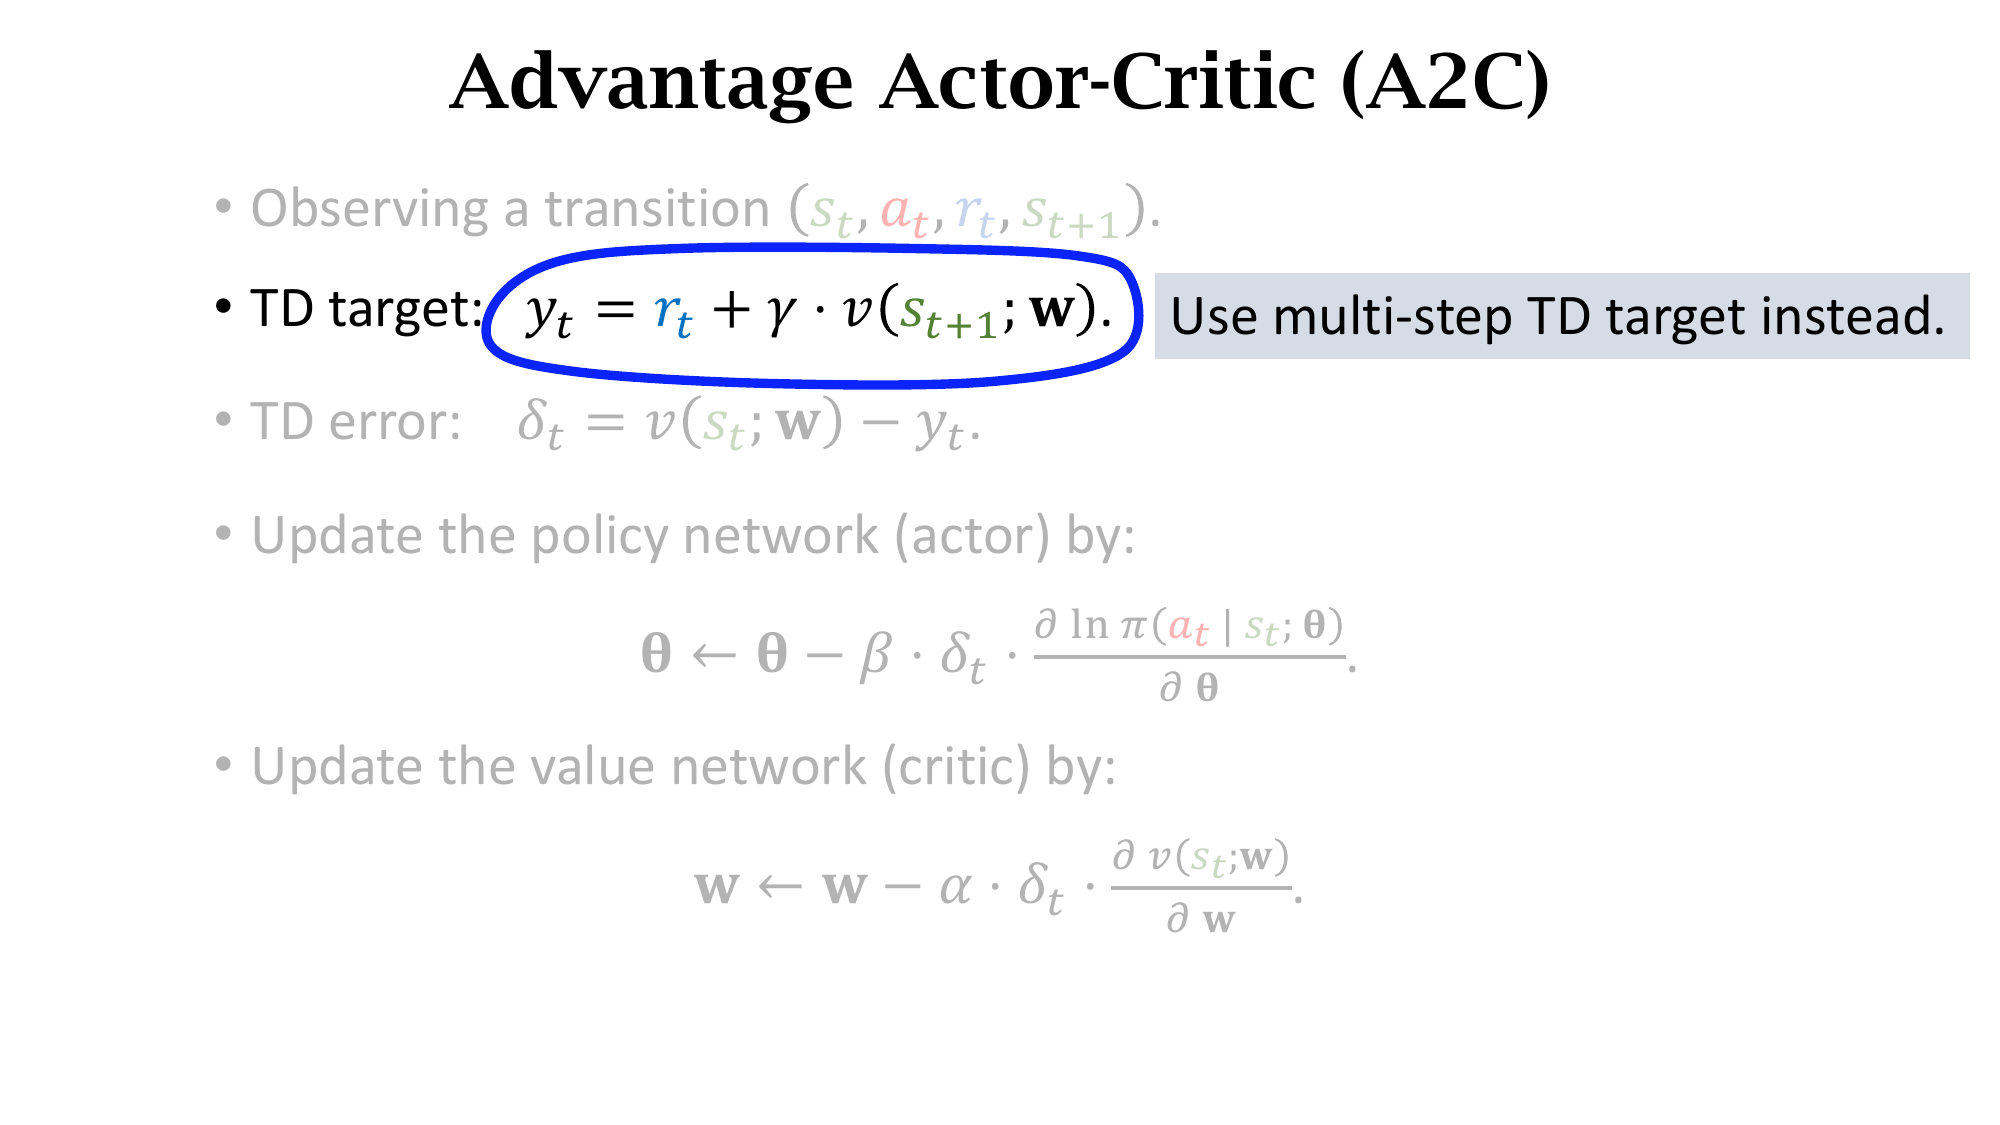 Advantage Actor-Critic (A2C)
• Observing a transition (s_t, a_t, r_t, s_{t+1}).
• TD target: y_t = r_t + γ · v(s_{t+1}; w).
Use multi-step TD target instead.
• TD error: δ_t = v(s_t; w) − y_t.
• Update the policy network (actor) by:
θ ← θ − β · δ_t · ∂ ln π(a_t | s_t; θ) / ∂ θ.
• Update the value network (critic) by:
w ← w − α · δ_t · ∂ v(s_t;w) / ∂ w.